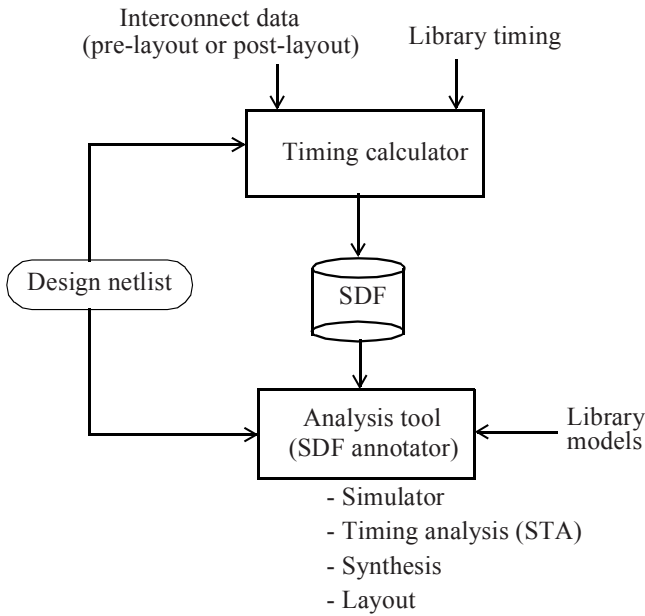 Interconnect data
(pre-layout or post-layout)
Library timing
Timing calculator
Design netlist
SDF
Analysis tool
(SDF annotator)
Library
models
- Simulator
- Timing analysis (STA)
- Synthesis
- Layout